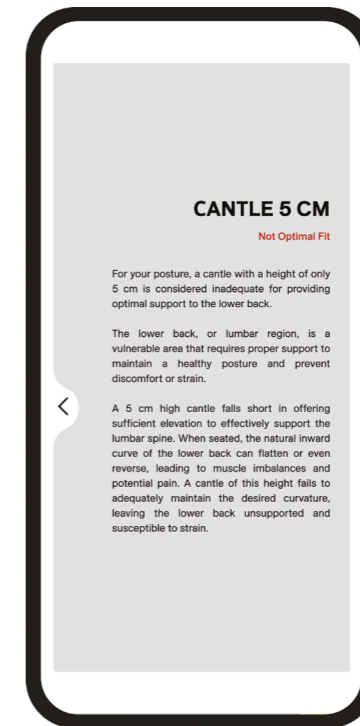 CANTLE 5 CM
Not Optimal Fit
For your posture, a cantle with a height of only
5 cm is considered inadequate for providing
optimal support to the lower back.
The lower back, or lumbar region, is a
vulnerable area that requires proper support to
maintain a healthy posture and prevent
discomfort or strain.
A 5 cm high cantle falls short in offering
sufficient elevation to effectively support the
lumbar spine. When seated, the natural inward
curve of the lower back can flatten or even
reverse, leading to muscle imbalances and
potential pain. A cantle of this height fails to
adequately maintain the desired curvature,
leaving the lower back unsupported and
susceptible to strain.